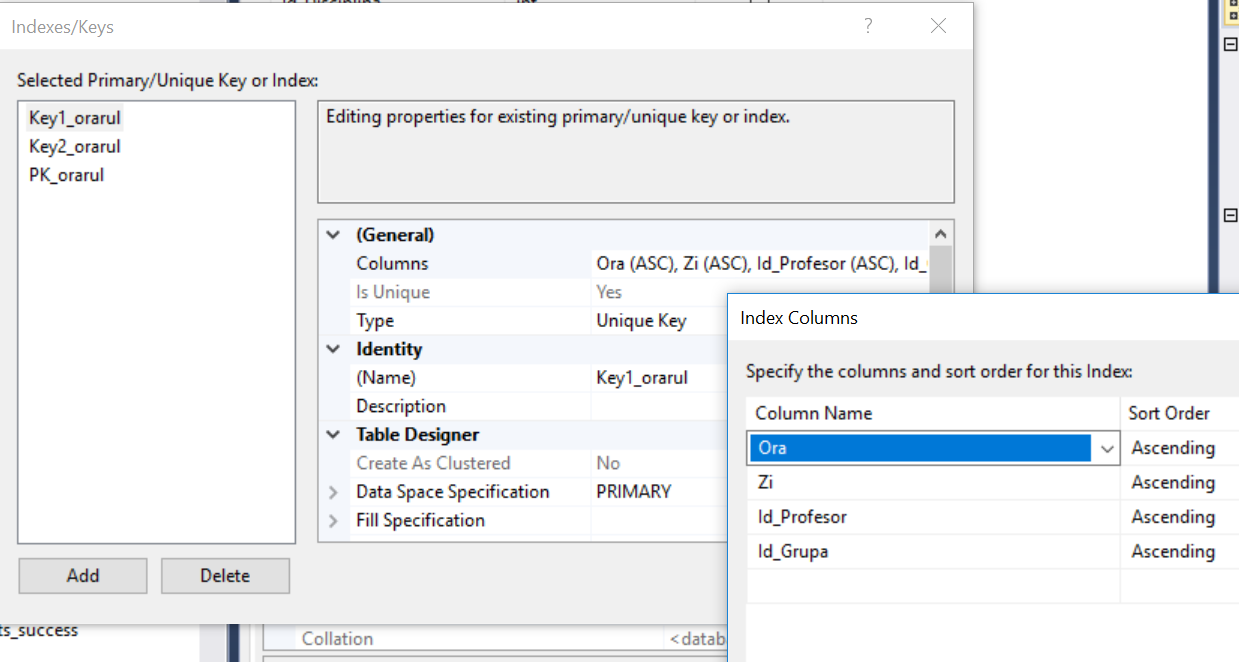 Id_Disciplina int
Indexes/Keys ?
Selected Primary/Unique Key or Index:
Key1_orarul
Key2_orarul
PK_orarul
Add Delete
Editing properties for existing primary/unique key or index.
(General)
Columns Ora (ASC), Zi (ASC), Id_Profesor (ASC), Id_
Is Unique Yes
Type Unique Key
Identity
(Name) Key1_orarul
Description
Table Designer
Create As Clustered No
Data Space Specification PRIMARY
Fill Specification
Index Columns
Specify the columns and sort order for this Index:
Column Name Sort Order
Ora Ascending
Zi Ascending
Id_Profesor Ascending
Id_Grupa Ascending
ts_success
Collation <datab